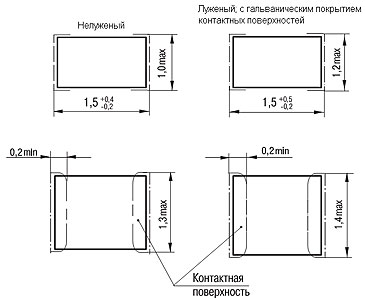 Нелуженый
Луженый, с гальваническим покрытием
контактных поверхностей
1,0max
1,2max
1,5 +0,4 -0,2
1,5 +0,5 -0,2
0,2min
0,2min
1,3max
1,4max
Контактная
поверхность